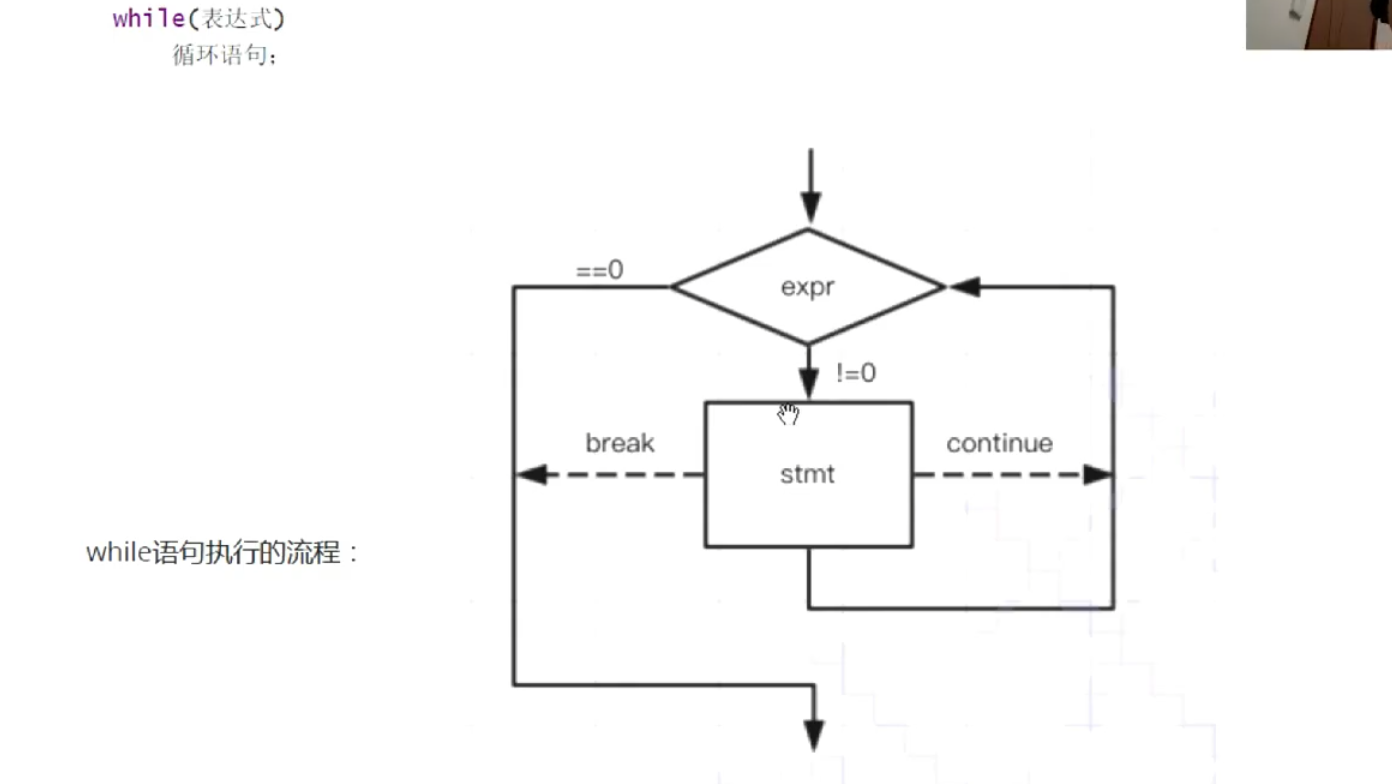 while(表达式)
循环语句;
==0
expr
!=0
break
continue
stmt
while语句执行的流程：